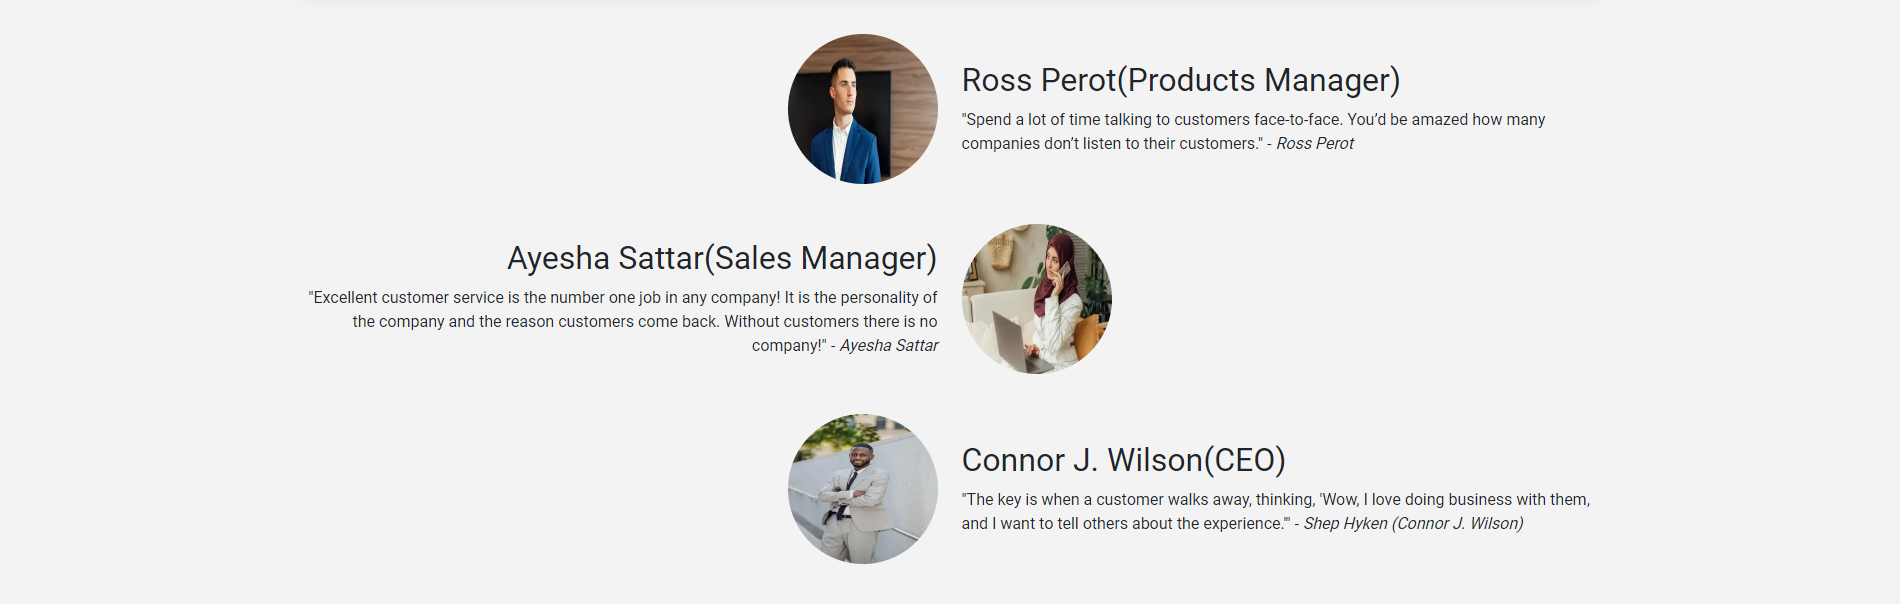 Ross Perot(Products Manager)
"Spend a lot of time talking to customers face-to-face. You’d be amazed how many
companies don’t listen to their customers." - Ross Perot
Ayesha Sattar(Sales Manager)
"Excellent customer service is the number one job in any company! It is the personality of
the company and the reason customers come back. Without customers there is no
company!" - Ayesha Sattar
Connor J. Wilson(CEO)
"The key is when a customer walks away, thinking, 'Wow, I love doing business with them,
and I want to tell others about the experience.'" - Shep Hyken (Connor J. Wilson)